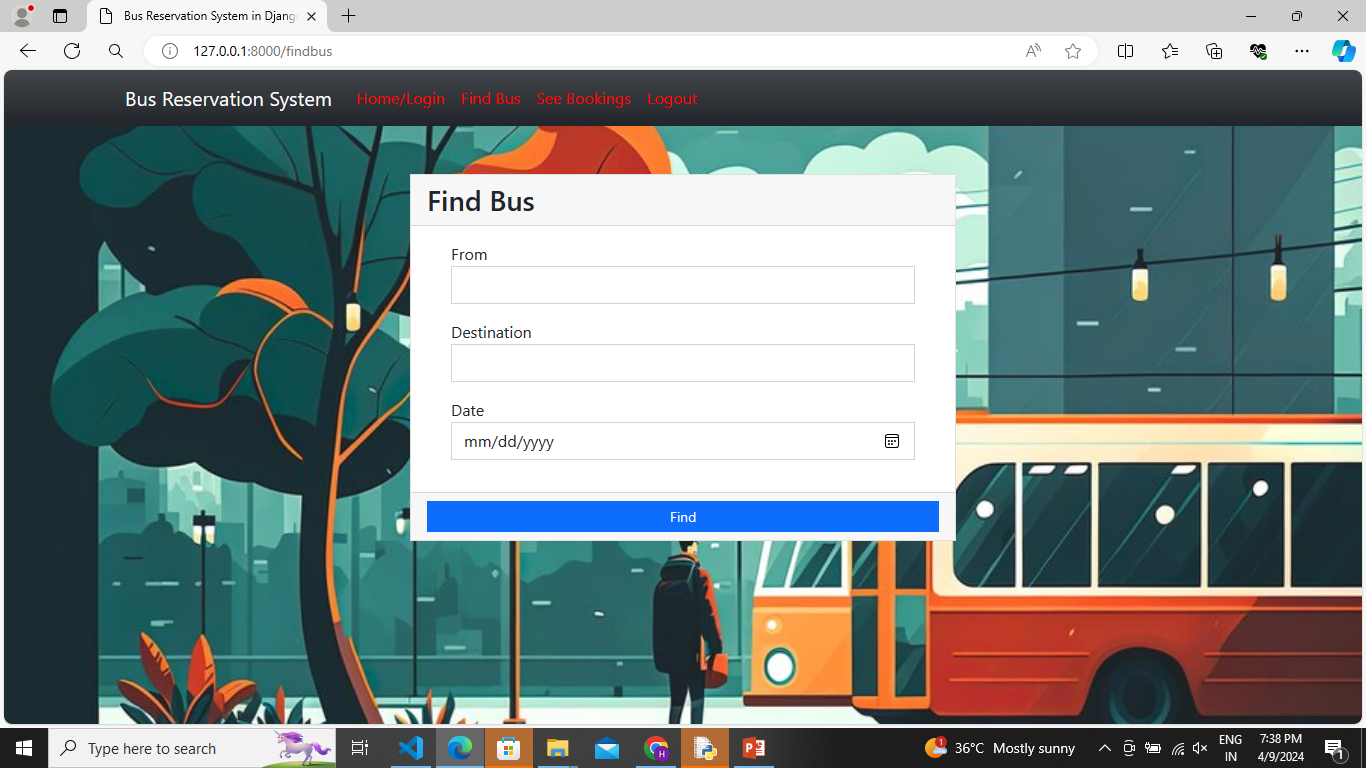 Bus Reservation System in Djang
127.0.0.1:8000/findbus
Bus Reservation System Home/Login Find Bus See Bookings Logout
Find Bus
From
Destination
Date
mm/dd/yyyy
Find
Type here to search
1 36°C Mostly sunny
ENG
IN
7:38 PM
4/9/2024
1